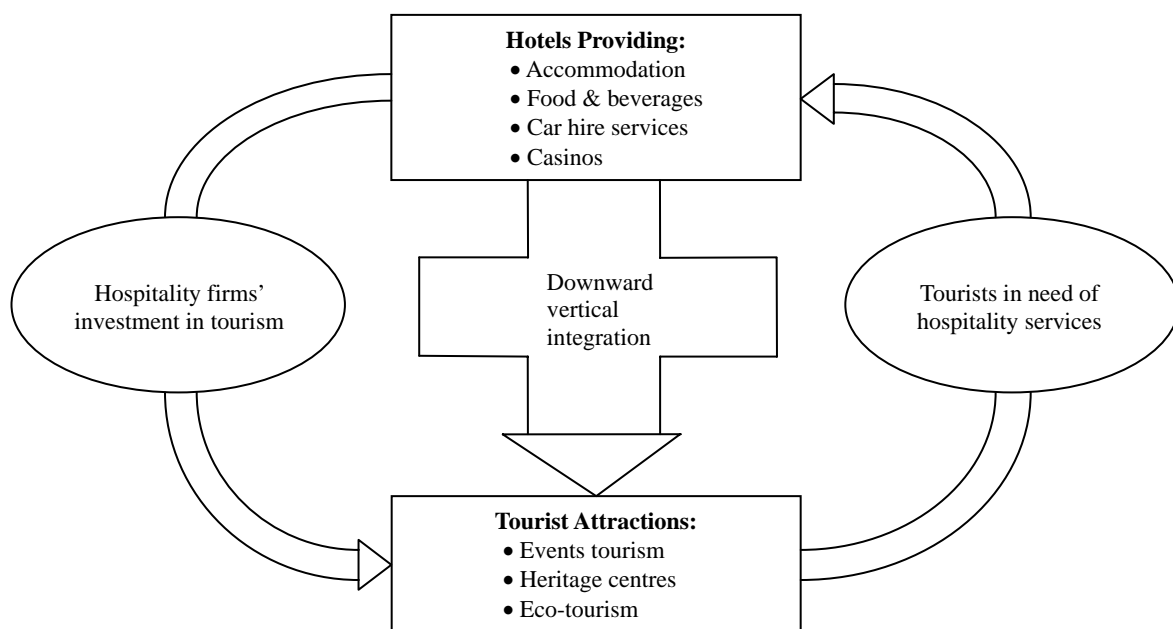 Hotels Providing:
• Accommodation
• Food & beverages
• Car hire services
• Casinos
Hospitality firms’
investment in tourism
Downward
vertical
integration
Tourists in need of
hospitality services
Tourist Attractions:
• Events tourism
• Heritage centres
• Eco-tourism